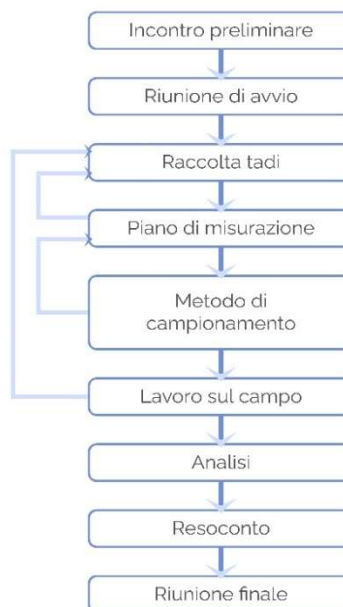 Incontro preliminare
Riunione di avvio
Raccolta tadi
Piano di misurazione
Metodo di
campionamento
Lavoro sul campo
Analisi
Resoconto
Riunione finale